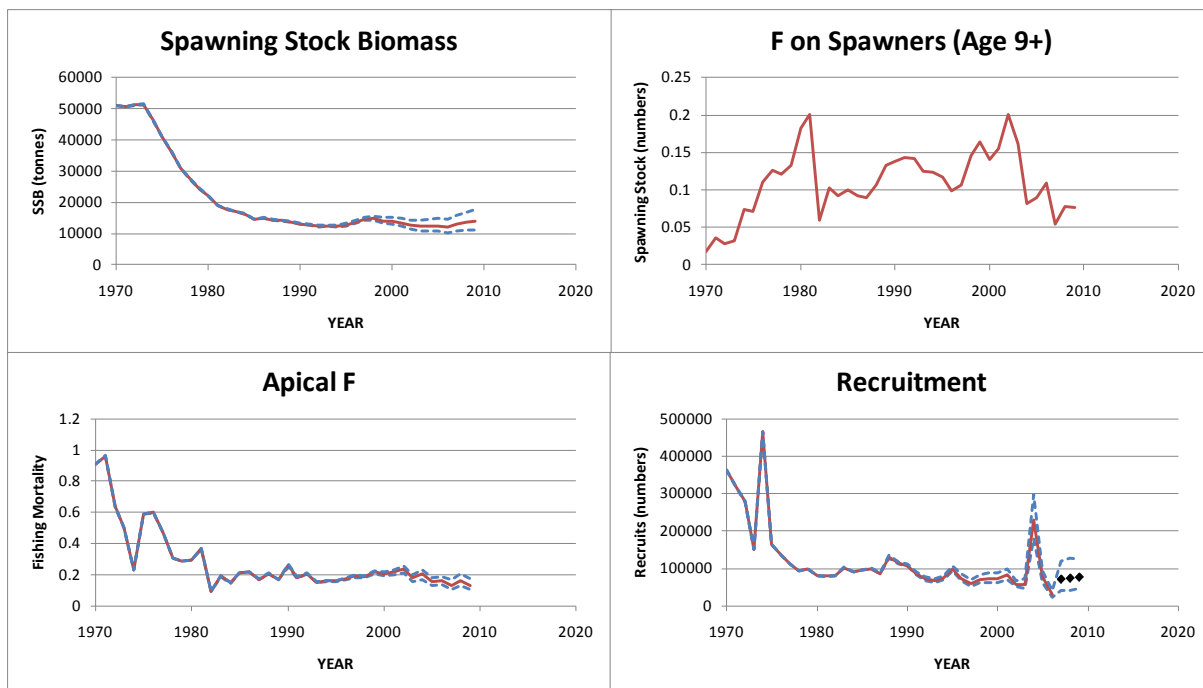 Spawning Stock Biomass
SSB (tonnes)
60000
50000
40000
30000
20000
10000
0
1970 1980 1990 2000 2010 2020
YEAR
F on Spawners (Age 9+)
Spawning Stock (numbers)
0.25
0.2
0.15
0.1
0.05
0
1970 1980 1990 2000 2010 2020
YEAR
Apical F
Fishing Mortality
1.2
1
0.8
0.6
0.4
0.2
0
1970 1980 1990 2000 2010 2020
YEAR
Recruitment
Recruits (numbers)
500000
400000
300000
200000
100000
0
1970 1980 1990 2000 2010 2020
YEAR